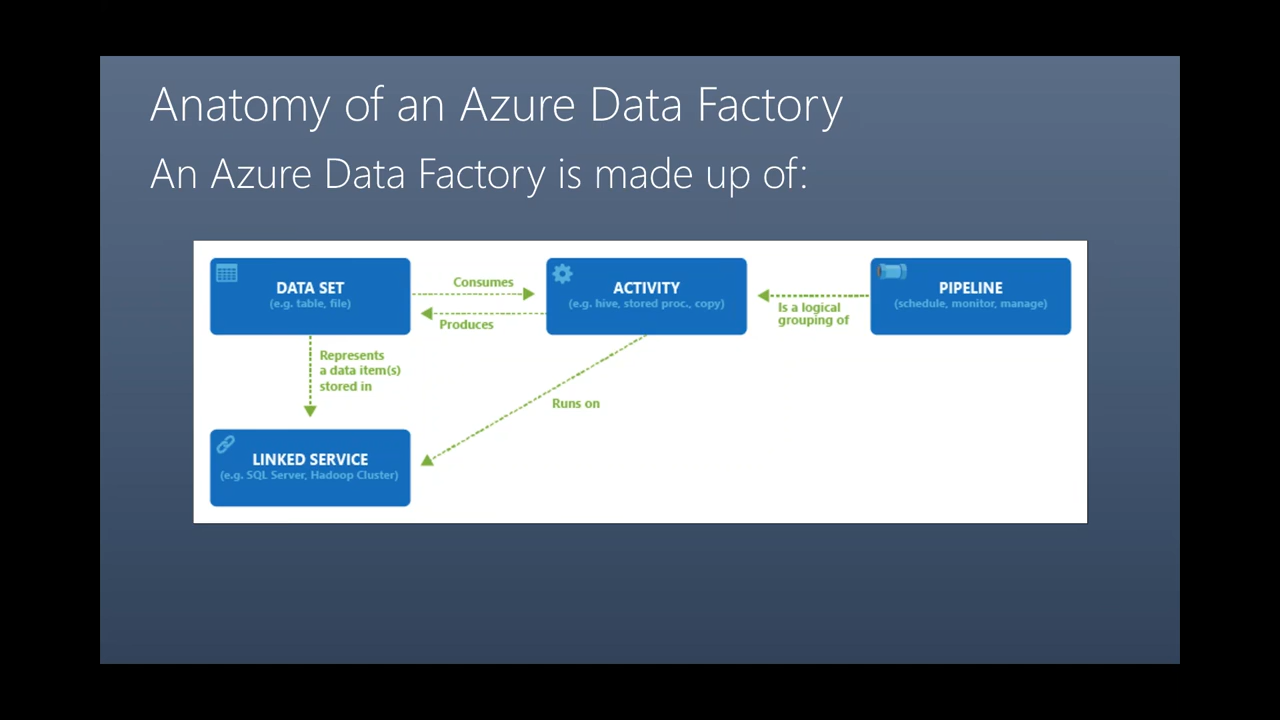 Anatomy of an Azure Data Factory
An Azure Data Factory is made up of:
DATA SET
(e.g. table, file)
Consumes
Produces
ACTIVITY
(e.g. hive, stored proc., copy)
Is a logical
grouping of
PIPELINE
(schedule, monitor, manage)
Represents
a data item(s)
stored in
Runs on
LINKED SERVICE
(e.g. SQL Server, Hadoop Cluster)